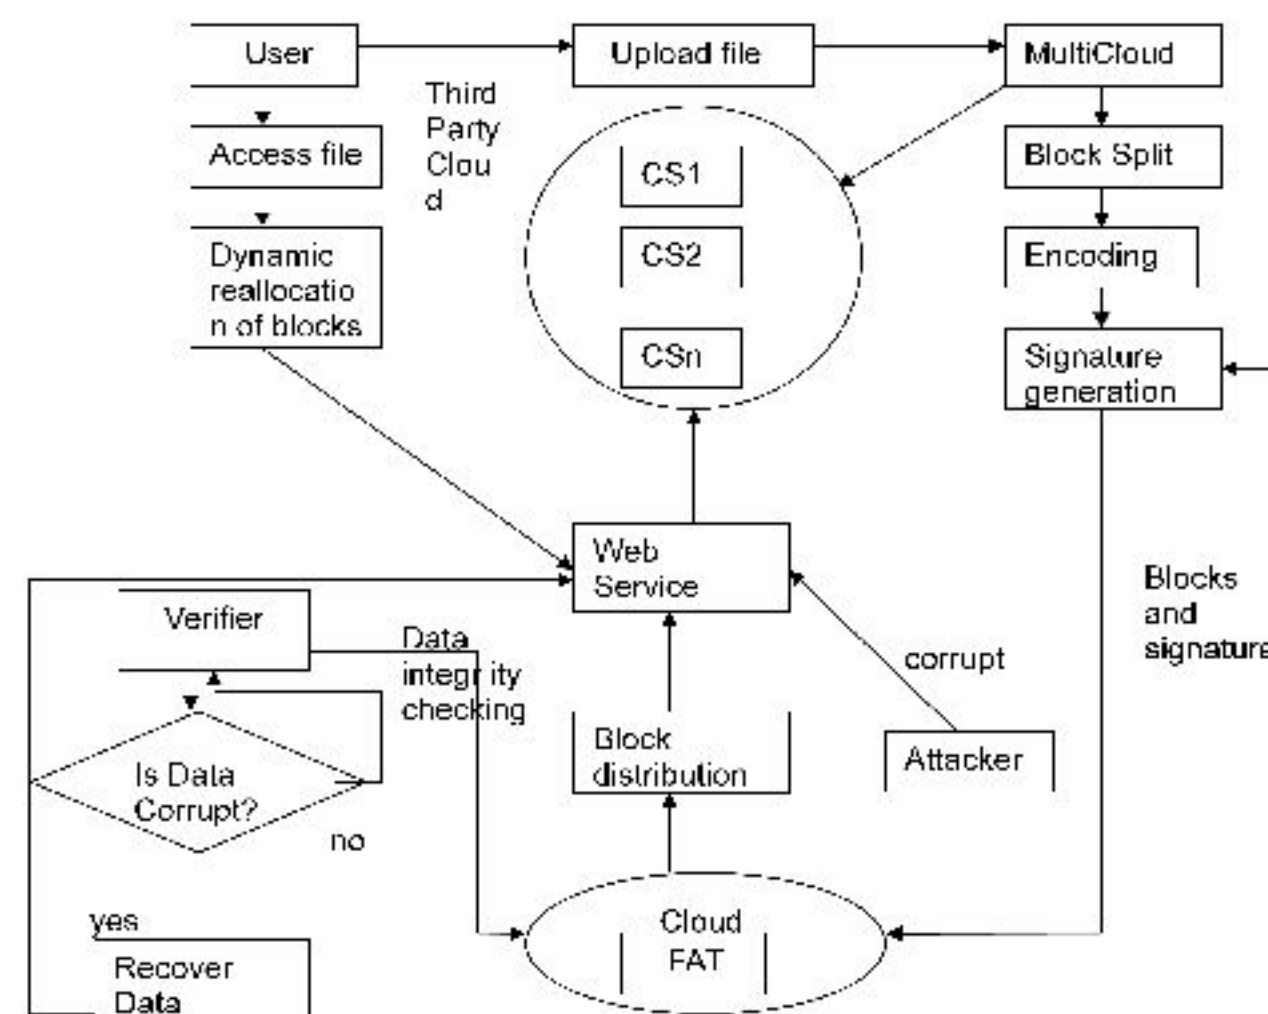 User
Upload file
MultiCloud
Third
Party
Clou
d
Access file
CS1
Block Split
Dynamic
reallocatio
n of blocks
CS2
Encoding
CSn
Signature
generation
Web
Service
Blocks
and
signature
Verifier
Data
integrity
checking
corrupt
Block
distribution
Attacker
Is Data
Corrupt?
no
yes
Cloud
FAT
Recover
Data